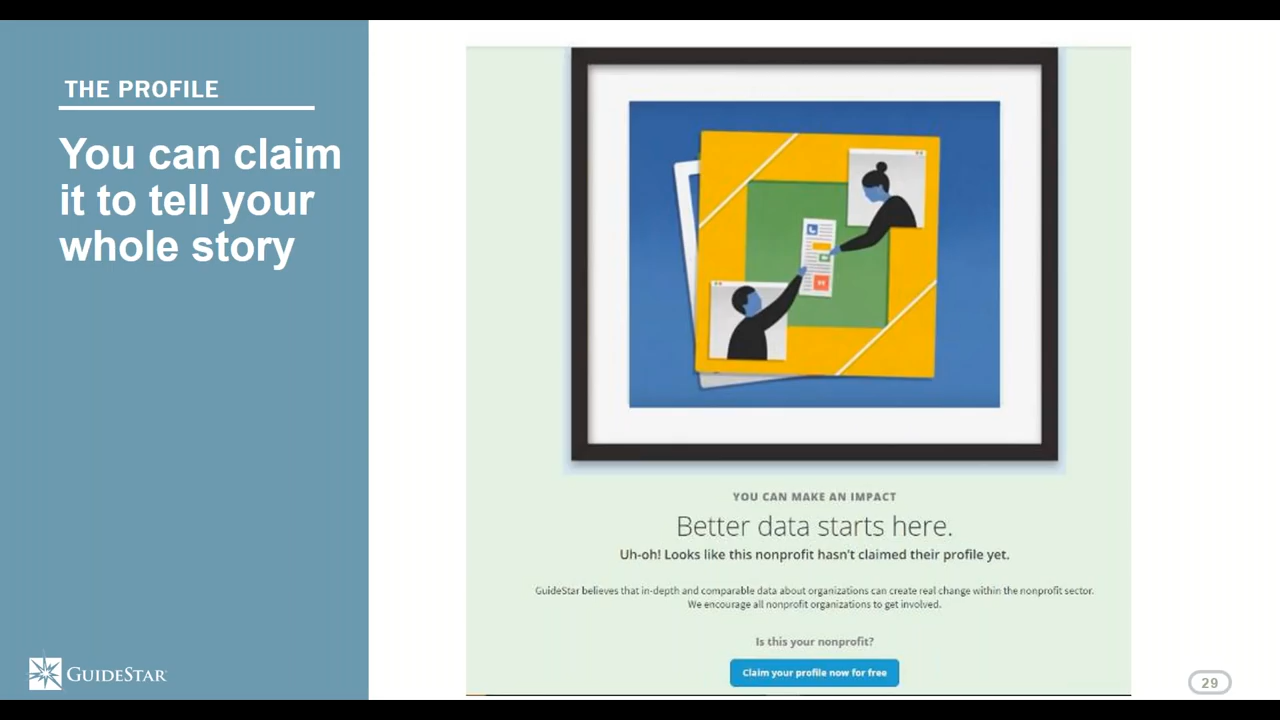 THE PROFILE
You can claim
it to tell your
whole story
YOU CAN MAKE AN IMPACT
Better data starts here.
Uh-oh! Looks like this nonprofit hasn't claimed their profile yet.
GuideStar believes that in-depth and comparable data about organizations can create real change within the nonprofit sector.
We encourage all nonprofit organizations to get involved.
Is this your nonprofit?
Claim your profile now for free
GUIDESTAR
29